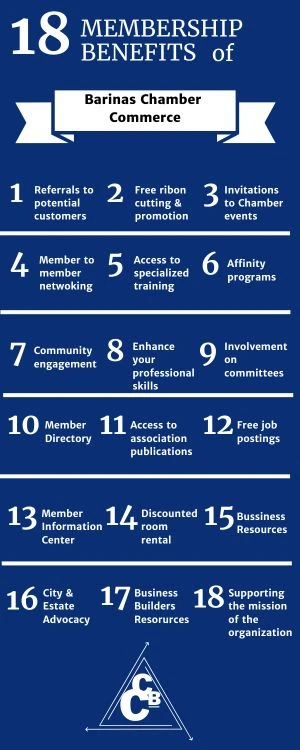 18 MEMBERSHIP
BENEFITS of
Barinas Chamber
Commerce
1 Referrals to
potential
customers
2 Free ribon
cutting &
promotion
3 Invitations
to Chamber
events
4 Member to
member
netwoking
5 Access to
specialized
training
6 Affinity
programs
7 Community
engagement
8 Enhance
your
professional
skills
9 Involvement
on
committees
10 Member
Directory
11 Access to
association
publications
12 Free job
postings
13 Member
Information
Center
14 Discounted
room
rental
15 Bussiness
Resources
16 City &
Estate
Advocacy
17 Business
Builders
Resorurces
18 Supporting
the mission
of the
organization
CCB